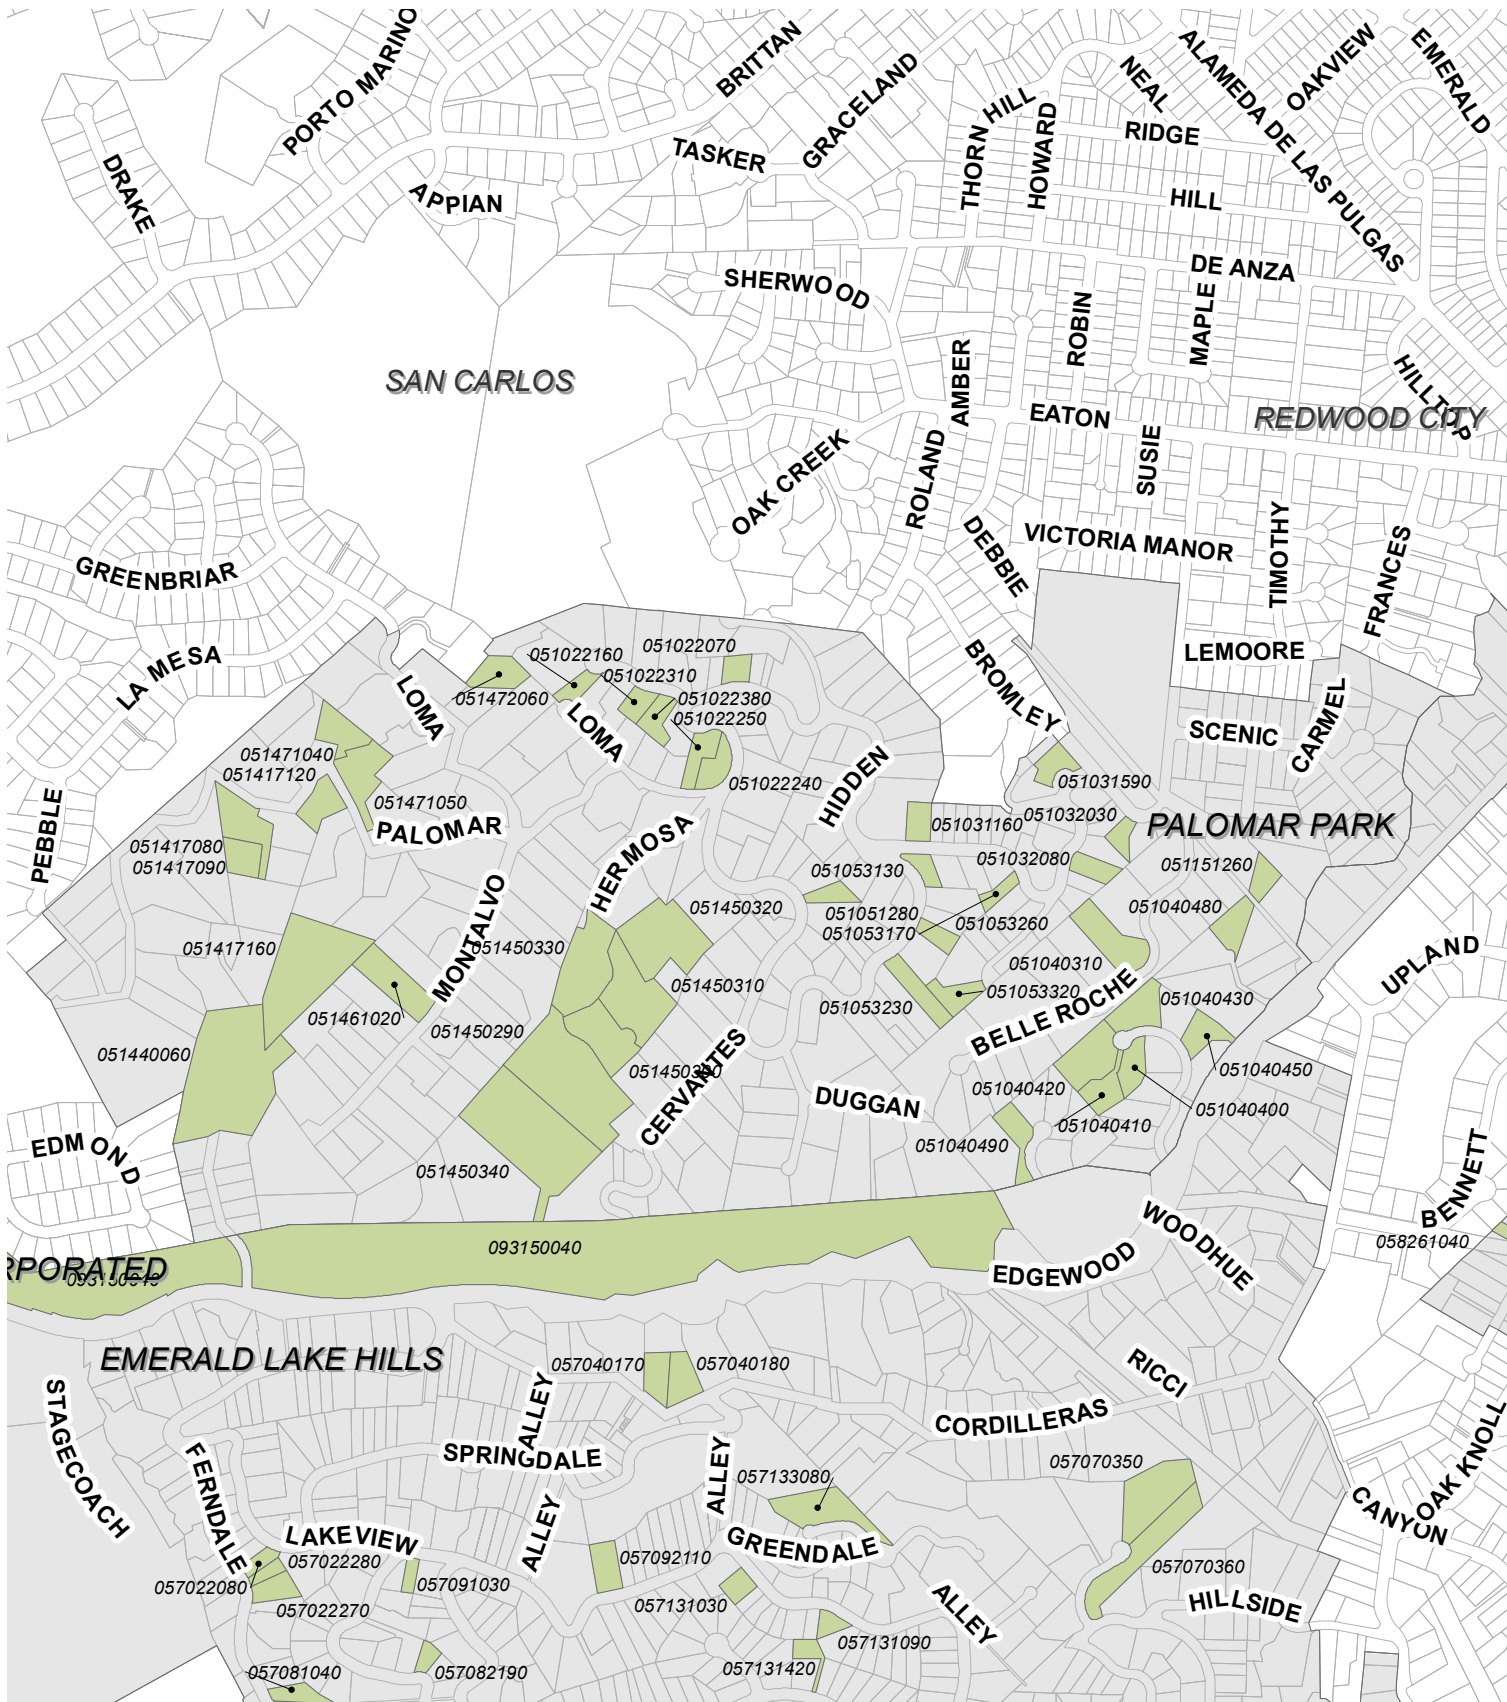 PORTO MARINO
BRITTAN
GRACELAND
TASKER
THORN
HILL
HOWARD
NEAL
RIDGE
ALAMEDA DE LAS PULGAS
OAKVIEW
EMERALD
DRAKE
APPIAN
HILL
DE ANZA
SHERWOOD
ROBIN
MAPLE
SAN CARLOS
AMBER
EATON
HILLTOP
REDWOOD CITY
OAK CREEK
ROLAND
SUSIE
DEBBIE
VICTORIA MANOR
TIMOTHY
FRANCES
GREENBRIAR
LA MESA
LEMOORE
BROMLEY
051022070
051022160
051022310
051472060
051022380
051022250
LOMA
LOMA
SCENIC
CARMEL
051471040
051417120
051022240
HIDDEN
051031590
051471050
PALOMAR
PEBBLE
051031160
051032030
PALOMAR PARK
051417080
051417090
HERMOSA
051053130
051032080
051151260
MONTALVO
051450320
051051280
051053170
051053260
051040480
051417160
051450330
UPLAND
051450310
051040310
051053320
051053230
051040430
051461020
051450290
BELLE ROCHE
051440060
CERVANTES
051040450
DUGGAN
051040420
051040400
051040410
EDMOND
051040490
051450340
BENNETT
WOODHUE
058261040
093150040
RPORATED
EDGEWOOD
EMERALD LAKE HILLS
057040170
057040180
RICCI
STAGECOACH
ALLEY
CORDILLERAS
OAK KNOLL
SPRINGDALE
FERNDALE
ALLEY
057133080
057070350
CANYON
LAKEVIEW
ALLEY
GREENDALE
057022280
057022080
057091030
057092110
057070360
057022270
057131030
ALLEY
HILLSIDE
057131090
057081040
057082190
057131420